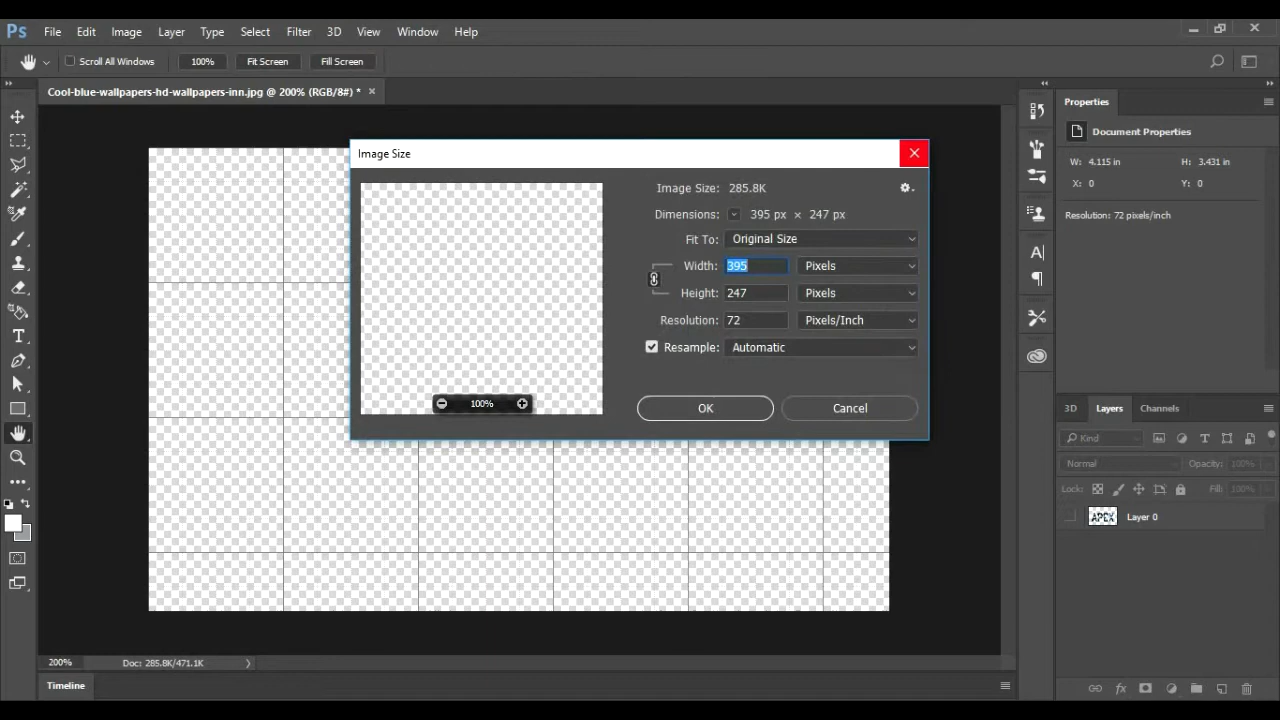 Ps File Edit Image Layer Type Select Filter 3D View Window Help
Scroll All Windows 100% Fit Screen Fill Screen
Cool-blue-wallpapers-hd-wallpapers-inn.jpg @ 200% (RGB/8#) * ×
Image Size
Image Size: 285.8K
Dimensions: 395 px × 247 px
Fit To: Original Size
Width: 395 Pixels
Height: 247 Pixels
Resolution: 72 Pixels/Inch
Resample: Automatic
100%
OK Cancel
Properties
Document Properties
W: 4.115 in H: 3.431 in
X: 0 Y: 0
Resolution: 72 pixels/inch
3D Layers Channels
Kind
Normal Opacity: 100%
Lock: Fill: 100%
APEX Layer 0
200% Doc: 285.8K/471.1K
Timeline